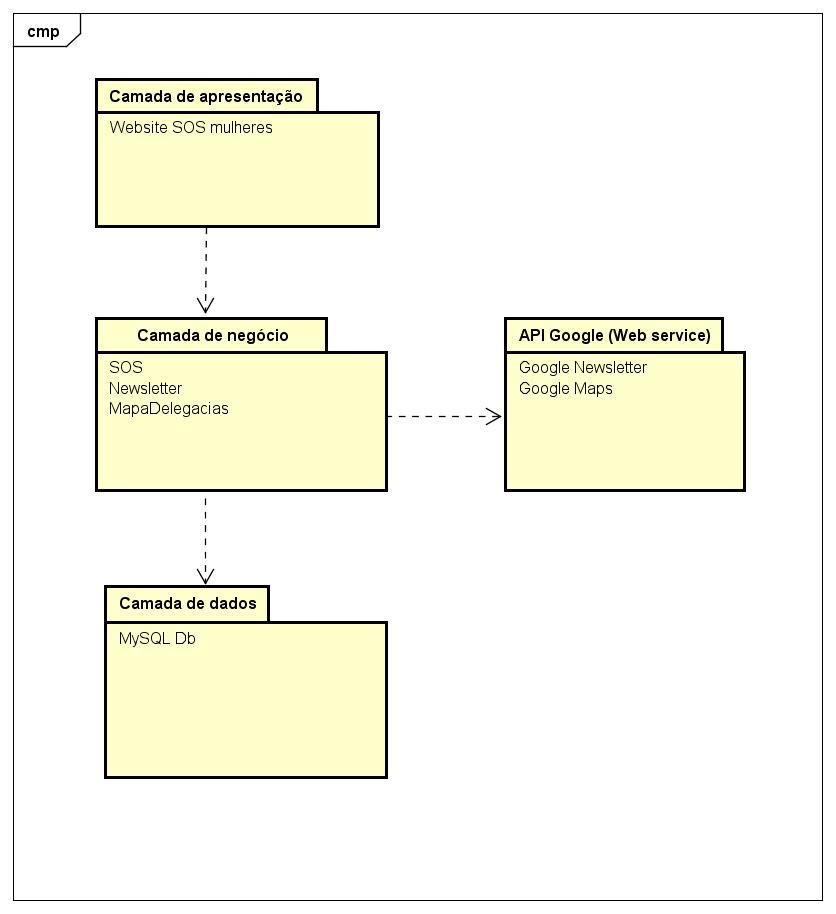 cmp
Camada de apresentação
Website SOS mulheres
Camada de negócio
SOS
Newsletter
MapaDelegacias
API Google (Web service)
Google Newsletter
Google Maps
Camada de dados
MySQL Db